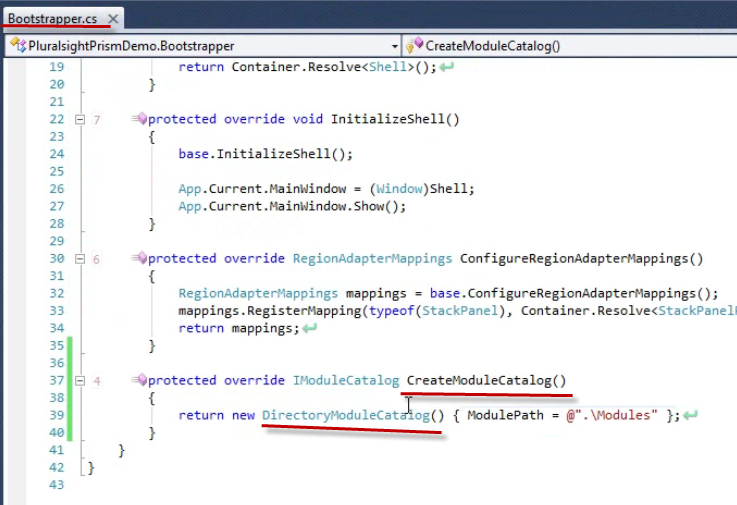 Bootstrapper.cs
PluralsightPrismDemo.Bootstrapper CreateModuleCatalog()
19 return Container.Resolve<Shell>();
20 }
21
22 7 protected override void InitializeShell()
23 {
24 base.InitializeShell();
25
26 App.Current.MainWindow = (Window)Shell;
27 App.Current.MainWindow.Show();
28 }
29
30 6 protected override RegionAdapterMappings ConfigureRegionAdapterMappings()
31 {
32 RegionAdapterMappings mappings = base.ConfigureRegionAdapterMappings();
33 mappings.RegisterMapping(typeof(StackPanel), Container.Resolve<StackPanelR
34 return mappings;
35 }
36
37 4 protected override IModuleCatalog CreateModuleCatalog()
38 {
39 return new DirectoryModuleCatalog() { ModulePath = @".\Modules" };
40 }
41 }
42 }
43